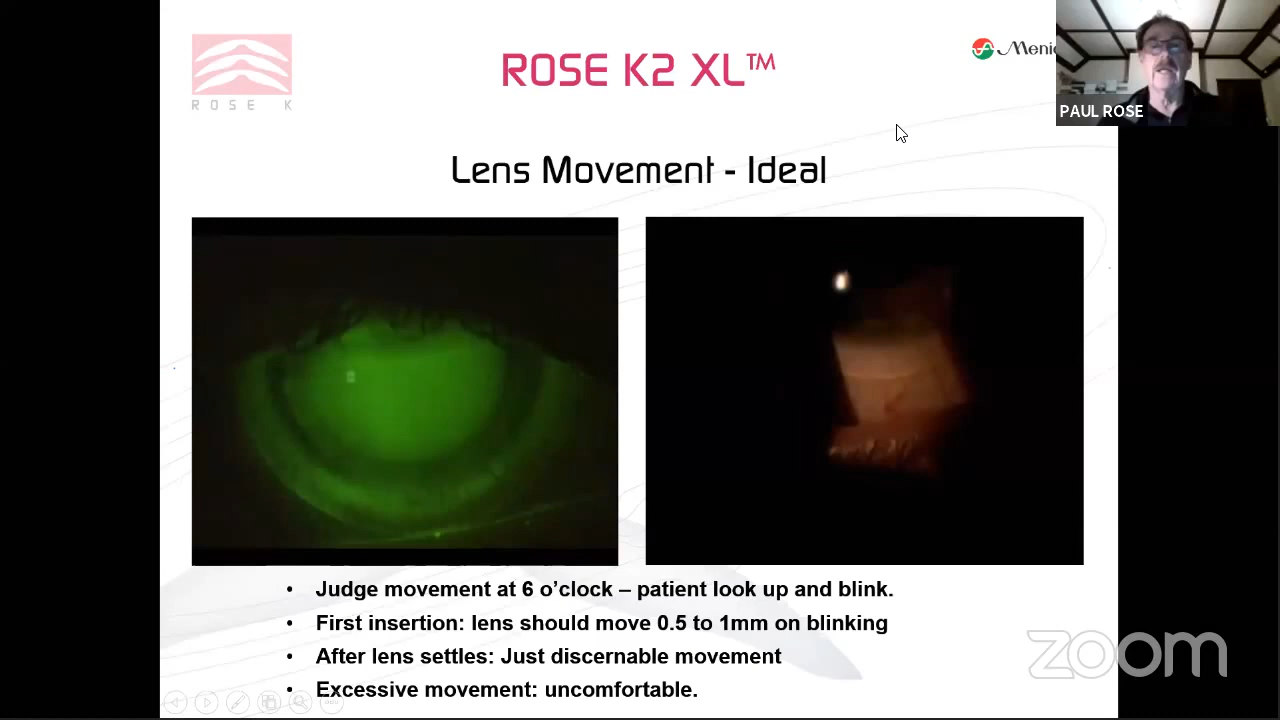 ROSE K
ROSE K2 XL™
PAUL ROSE
Lens Movement - Ideal
• Judge movement at 6 o’clock – patient look up and blink.
• First insertion: lens should move 0.5 to 1mm on blinking
• After lens settles: Just discernable movement
• Excessive movement: uncomfortable.
zoom